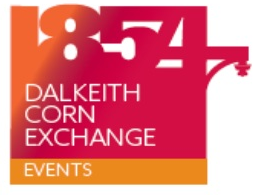 1854
DALKEITH
CORN
EXCHANGE
EVENTS